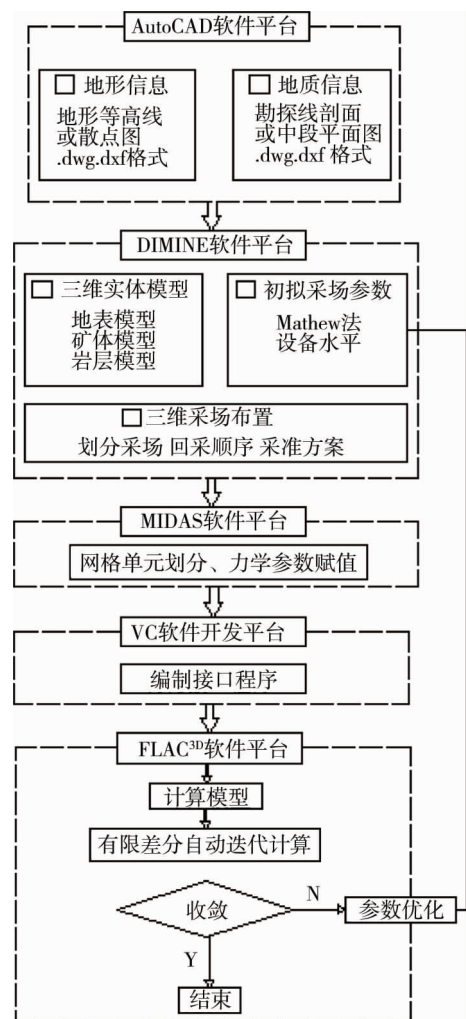 AutoCAD软件平台
地形信息
地形等高线
或散点图
.dwg.dxf格式
地质信息
勘探线剖面
或中段平面图
.dwg.dxf 格式
DIMINE软件平台
三维实体模型
地表模型
矿体模型
岩层模型
初拟采场参数
Mathew法
设备水平
三维采场布置
划分采场 回采顺序 采准方案
MIDAS软件平台
网格单元划分、力学参数赋值
VC软件开发平台
编制接口程序
FLAC³ᴰ软件平台
计算模型
有限差分自动迭代计算
收敛
N
参数优化
Y
结束